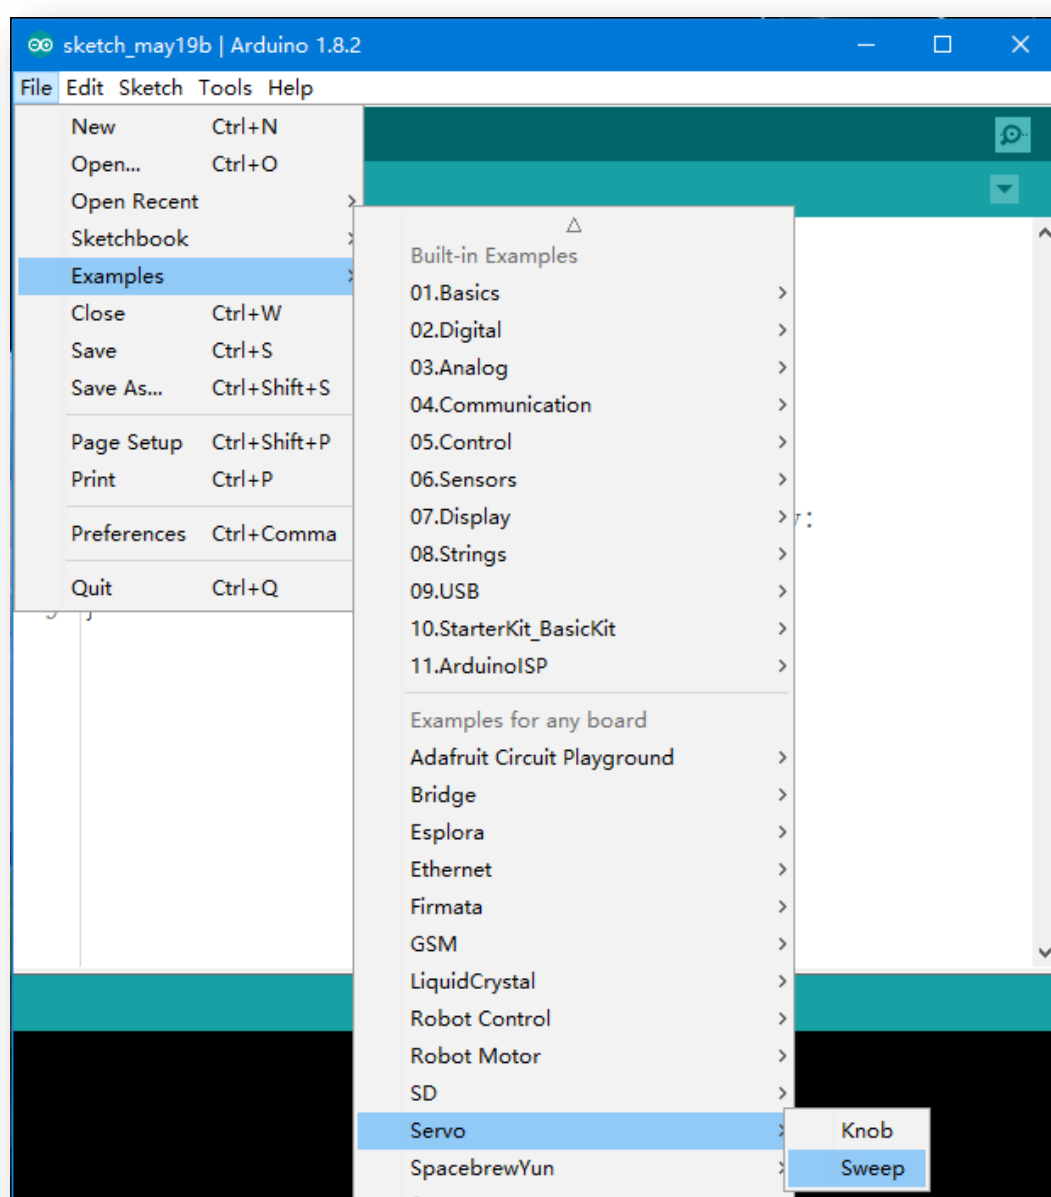 sketch_may19b | Arduino 1.8.2
File Edit Sketch Tools Help
New Ctrl+N
Open... Ctrl+O
Open Recent
Sketchbook
Examples
Close Ctrl+W
Save Ctrl+S
Save As... Ctrl+Shift+S
Page Setup Ctrl+Shift+P
Print Ctrl+P
Preferences Ctrl+Comma
Quit Ctrl+Q
Built-in Examples
01.Basics
02.Digital
03.Analog
04.Communication
05.Control
06.Sensors
07.Display
08.Strings
09.USB
10.StarterKit_BasicKit
11.ArduinoISP
Examples for any board
Adafruit Circuit Playground
Bridge
Esplora
Ethernet
Firmata
GSM
LiquidCrystal
Robot Control
Robot Motor
SD
Servo
SpacebrewYun
Knob
Sweep